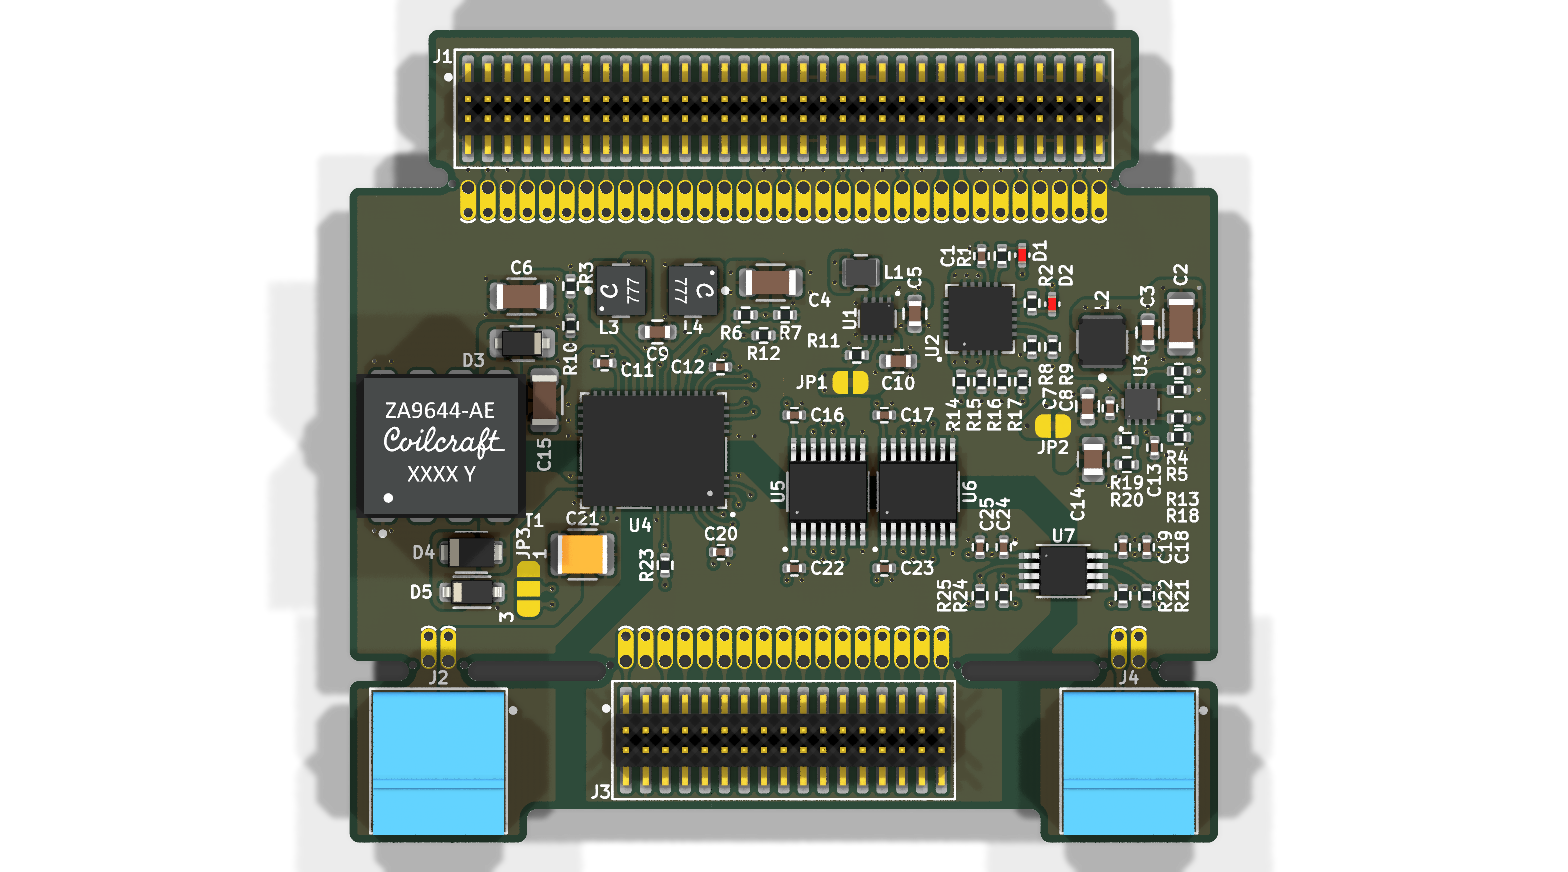 J1
C6
R3
C
777
777
C
L3
L4
C9
R10
D3
C11
C12
C4
R6
R7
R12
R11
L1
C5
U1
C10
JP1
C1
R1
D1
R2
D2
U2
L2
C3
C2
U3
R14
R15
R16
R17
R8
R9
C7
C8
JP2
C16
C17
ZA9644-AE
Coilcraft
XXXX Y
C15
T1
C21
U4
U5
U6
C14
R19
R20
C13
R4
R5
R13
R18
C25
C24
U7
C19
C18
D4
D5
JP3
1
3
R23
C20
C22
C23
R25
R24
R22
R21
J2
J4
J3